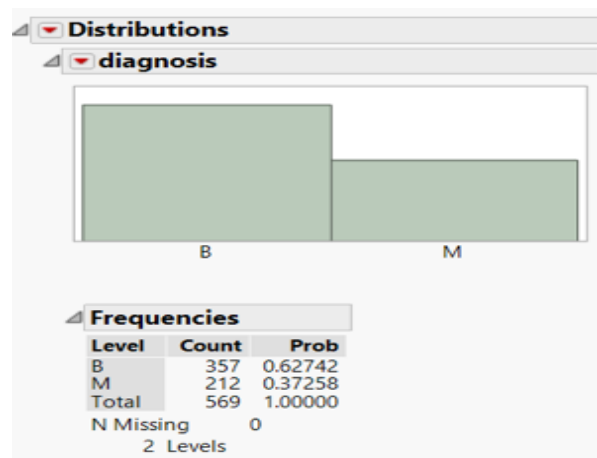 Distributions
diagnosis
B M
Frequencies
Level Count Prob
B 357 0.62742
M 212 0.37258
Total 569 1.00000
N Missing 0
2 Levels